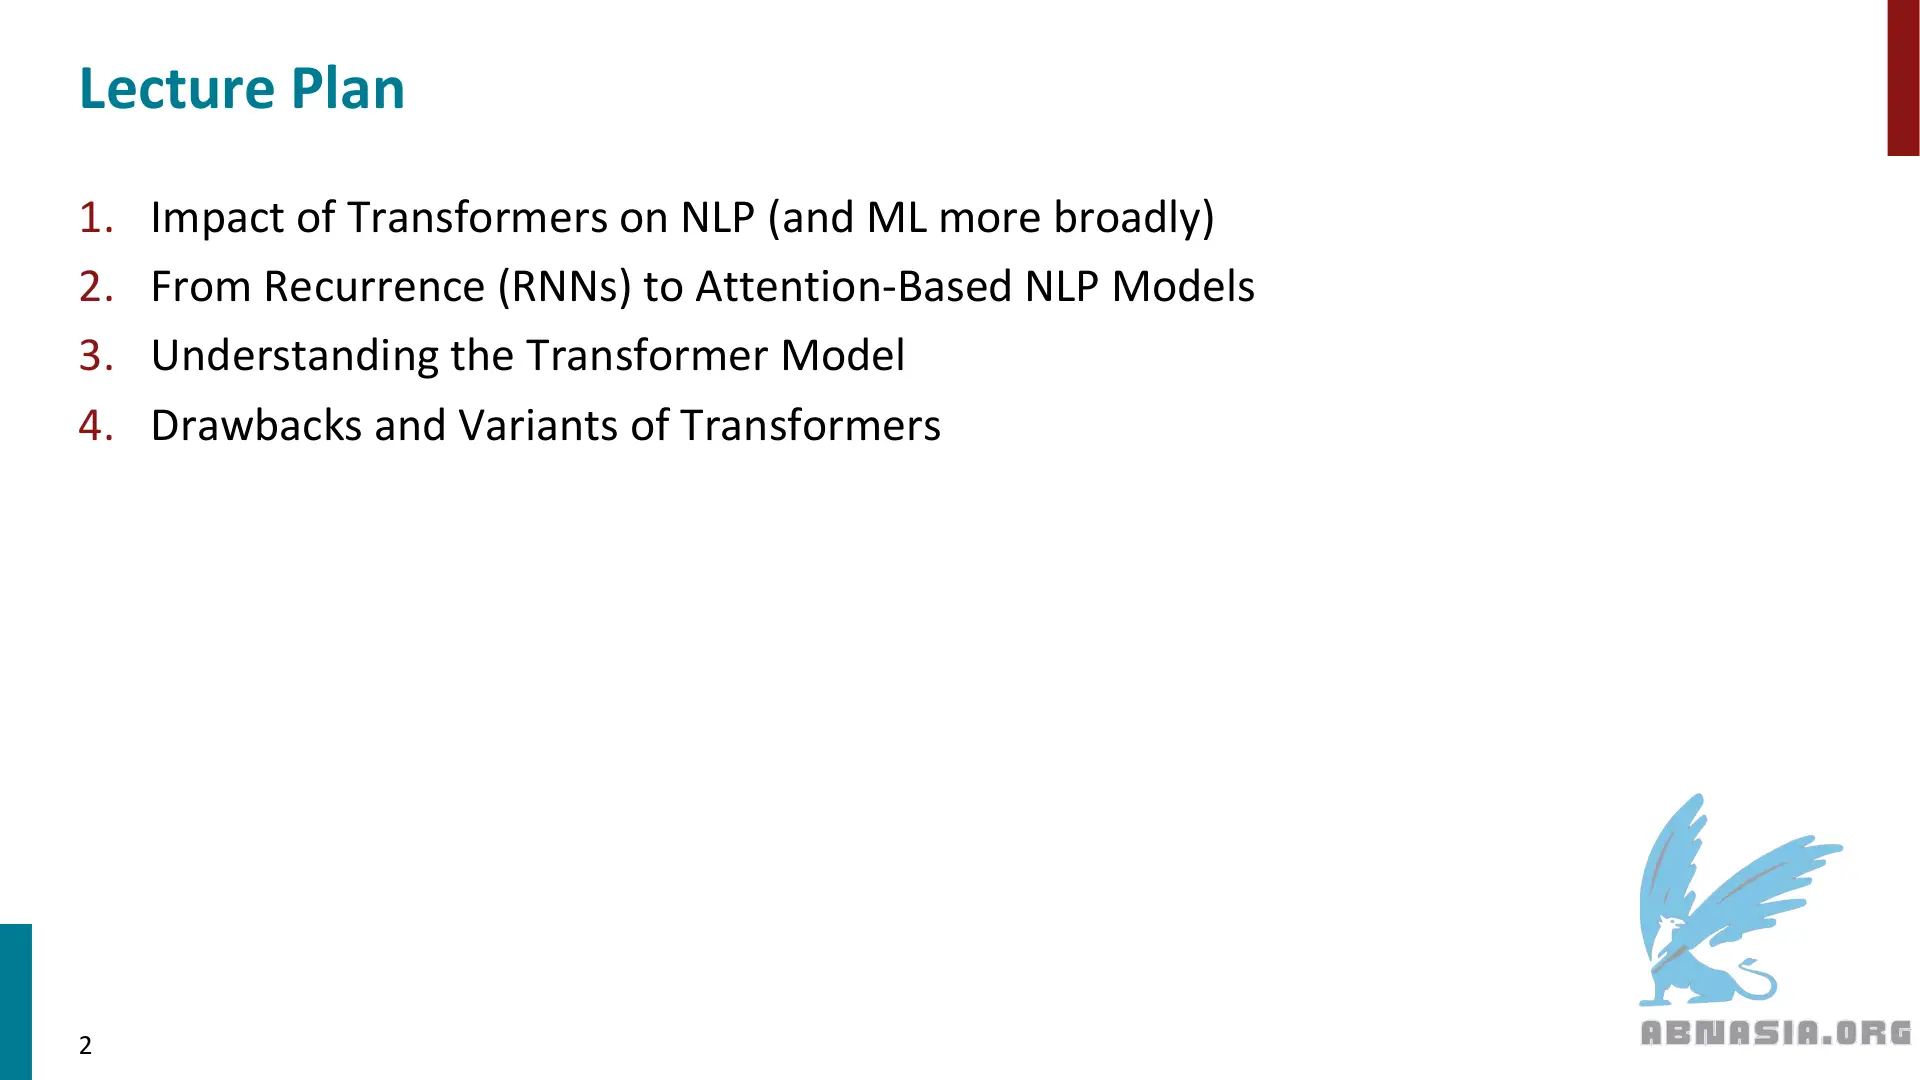 Lecture Plan
1. Impact of Transformers on NLP (and ML more broadly)
2. From Recurrence (RNNs) to Attention-Based NLP Models
3. Understanding the Transformer Model
4. Drawbacks and Variants of Transformers
2
ABNASIA.ORG